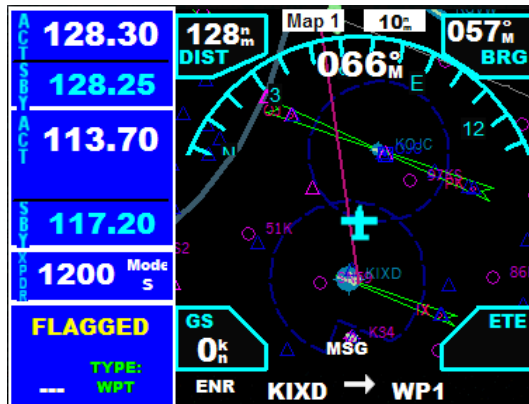 ACT 128.30
SBY 128.25
ACT 113.70
SBY 117.20
XPDR 1200 Mode S
FLAGGED
TYPE:
--- WPT
128nm
DIST
Map 1
10nm
057°M
BRG
066°M
N
3
E
12
KOJC
51K
KIXD
K34
MSG
GS
0kn
ETE
ENR
KIXD → WP1